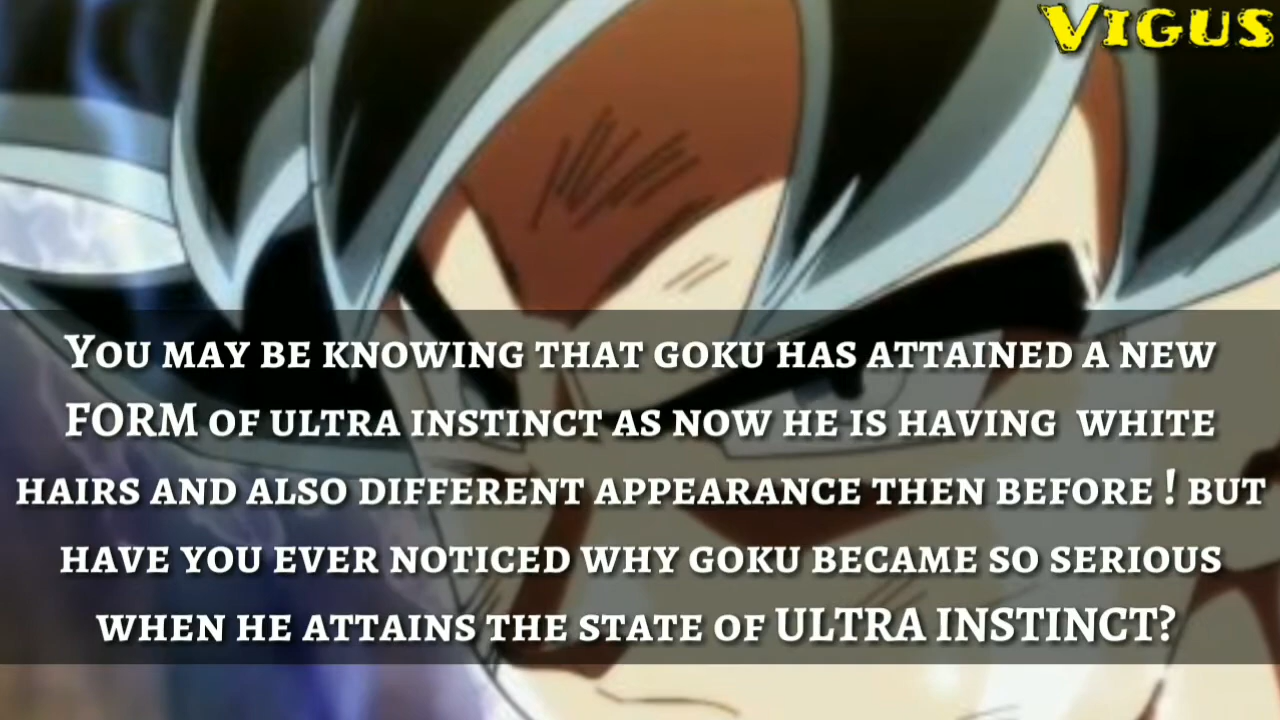 VIGUS
You may be knowing that goku has attained a new
FORM of ultra instinct as now he is having white
hairs and also different appearance then before ! but
have you ever noticed why goku became so serious
when he attains the state of ULTRA INSTINCT?